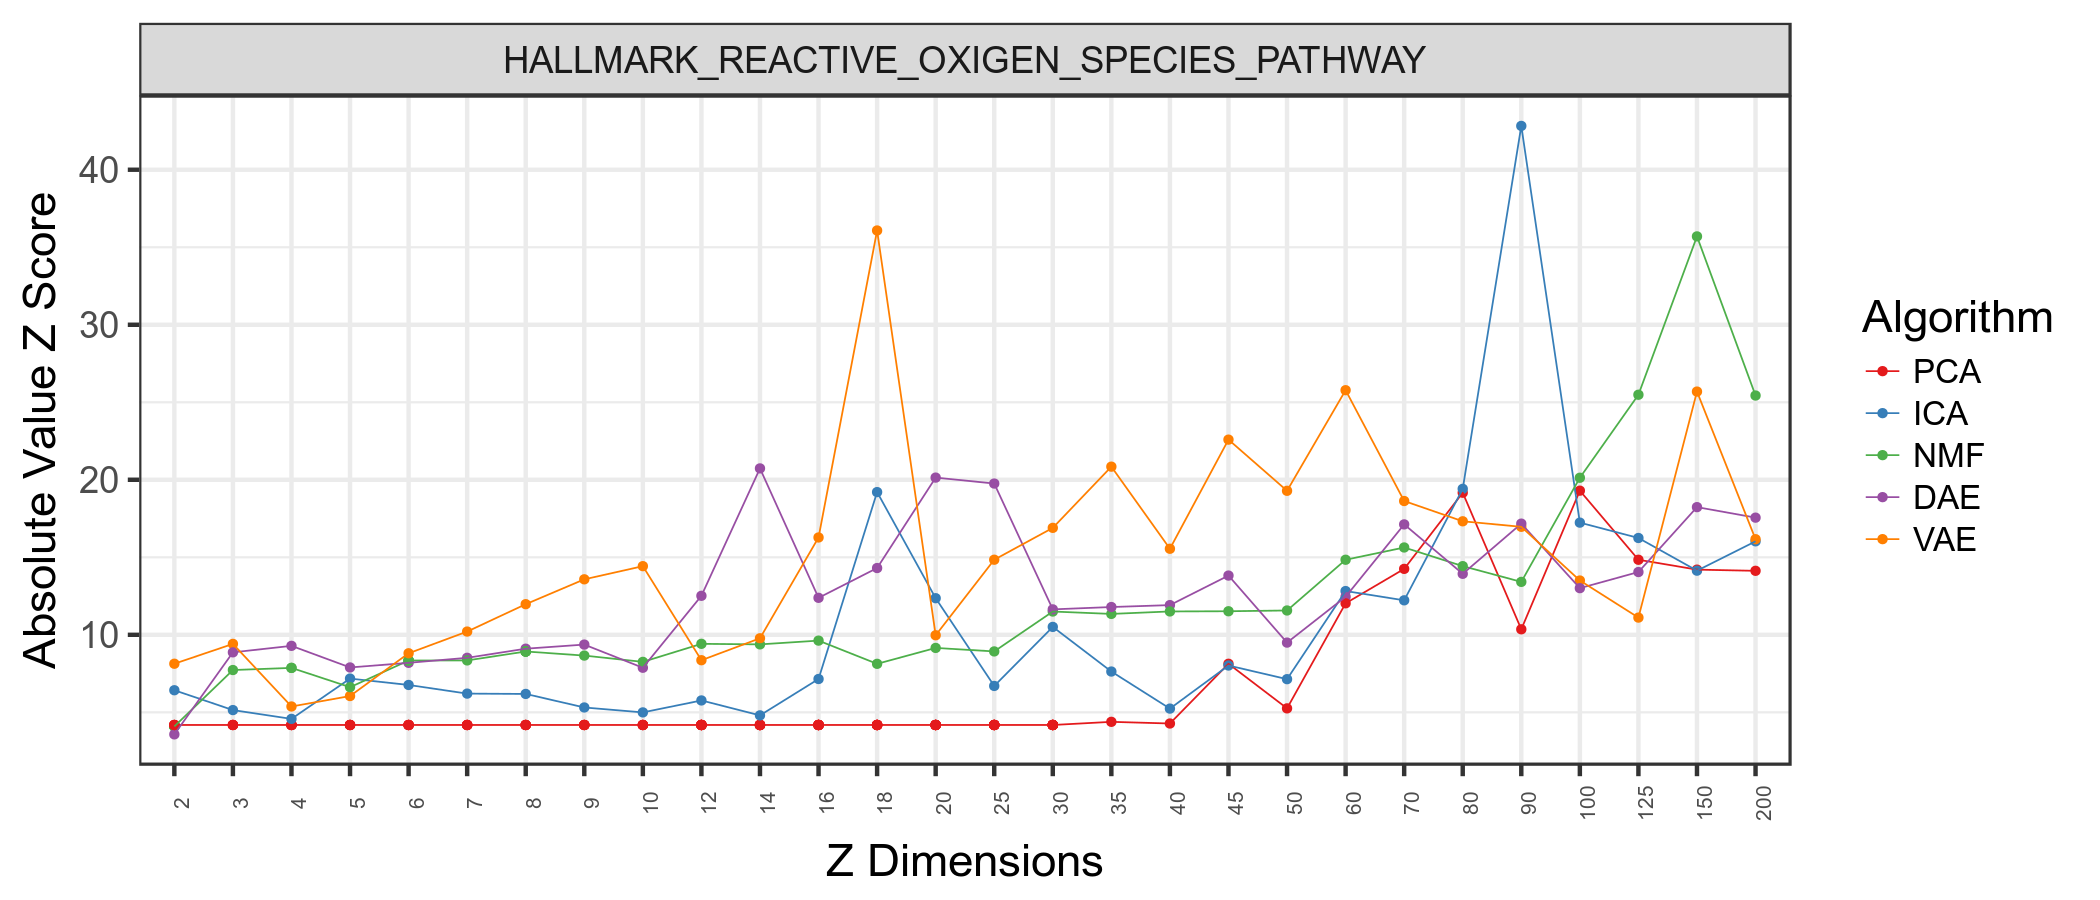 HALLMARK_REACTIVE_OXIGEN_SPECIES_PATHWAY
Absolute Value Z Score
40
30
20
10
2 3 4 5 6 7 8 9 10 12 14 16 18 20 25 30 35 40 45 50 60 70 80 90 100 125 150 200
Z Dimensions
Algorithm
PCA
ICA
NMF
DAE
VAE